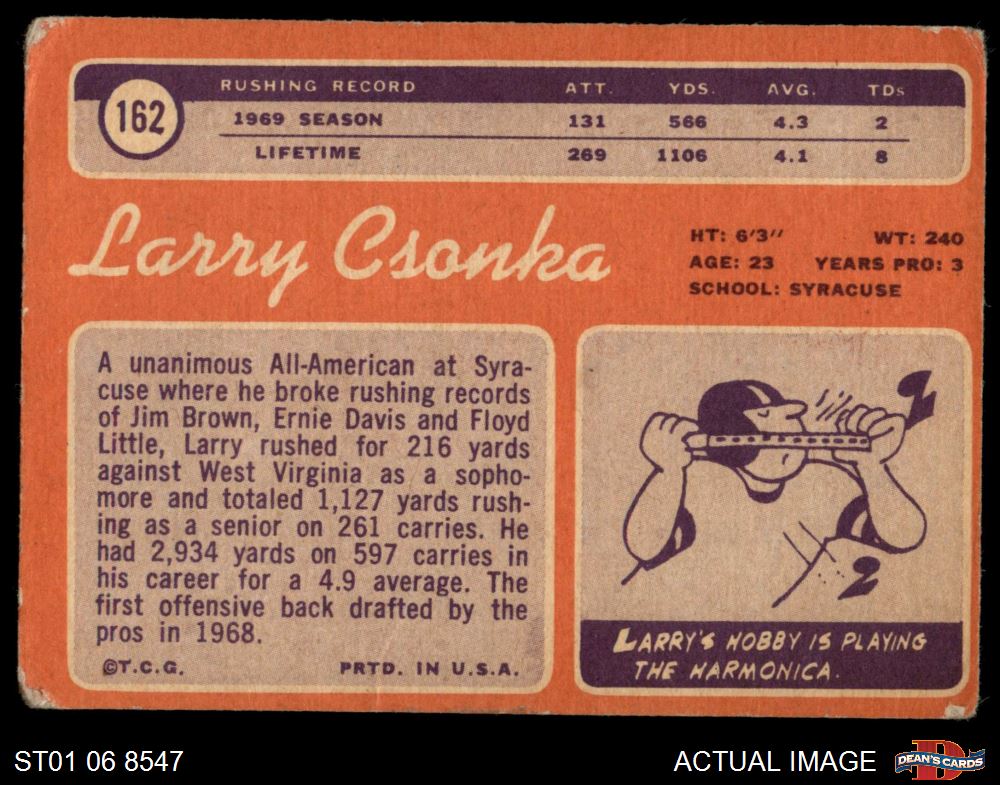 162
RUSHING RECORD ATT. YDS. AVG. TDs
1969 SEASON 131 566 4.3 2
LIFETIME 269 1106 4.1 8
Larry Csonka
HT: 6'3" WT: 240
AGE: 23 YEARS PRO: 3
SCHOOL: SYRACUSE
A unanimous All-American at Syra-
cuse where he broke rushing records
of Jim Brown, Ernie Davis and Floyd
Little, Larry rushed for 216 yards
against West Virginia as a sopho-
more and totaled 1,127 yards rush-
ing as a senior on 261 carries. He
had 2,934 yards on 597 carries in
his career for a 4.9 average. The
first offensive back drafted by the
pros in 1968.
©T.C.G. PRTD. IN U.S.A.
LARRY'S HOBBY IS PLAYING
THE HARMONICA.
ST01 06 8547
ACTUAL IMAGE
D
DEAN'S CARDS